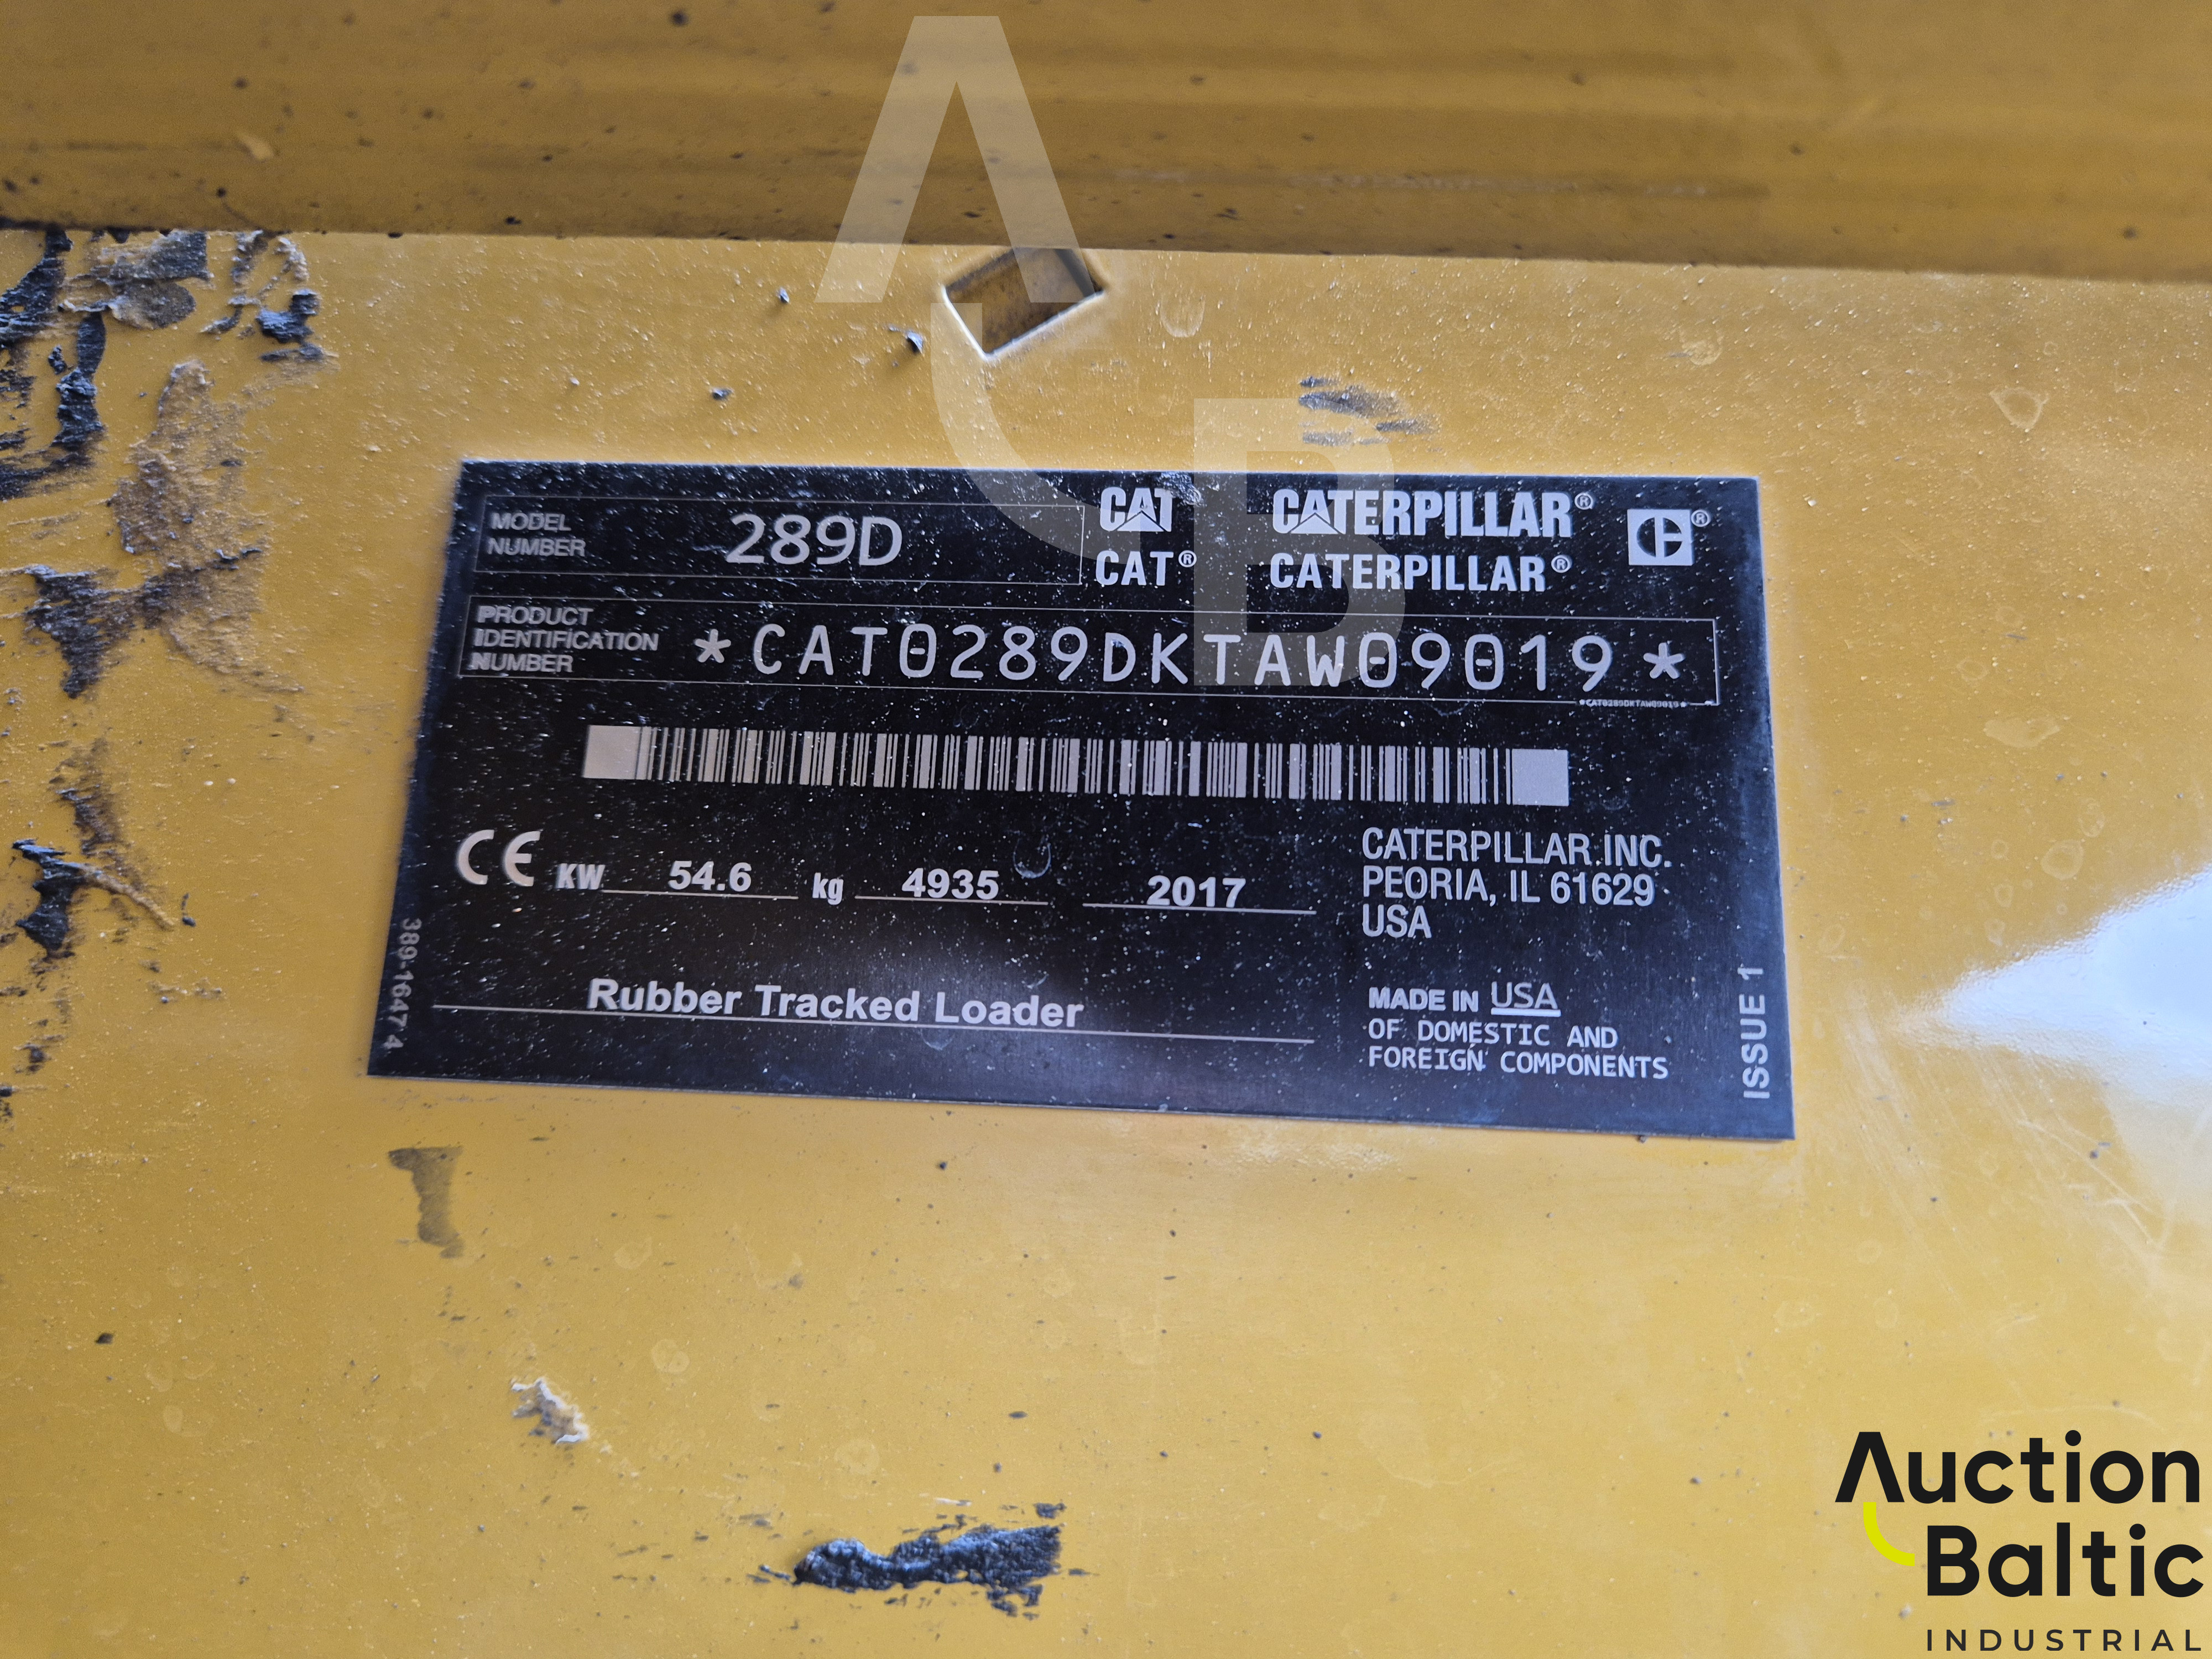 MODEL
NUMBER
289D
CAT
CAT®
CATERPILLAR®
CATERPILLAR®
®
PRODUCT
IDENTIFICATION
NUMBER
*CAT0289DKTAW09019*
*CAT0289DKTAW09019*
CE KW 54.6 kg 4935 2017
CATERPILLAR INC.
PEORIA, IL 61629
USA
Rubber Tracked Loader
MADE IN USA
OF DOMESTIC AND
FOREIGN COMPONENTS
389-1647-4
ISSUE 1
AB
Auction
Baltic
INDUSTRIAL